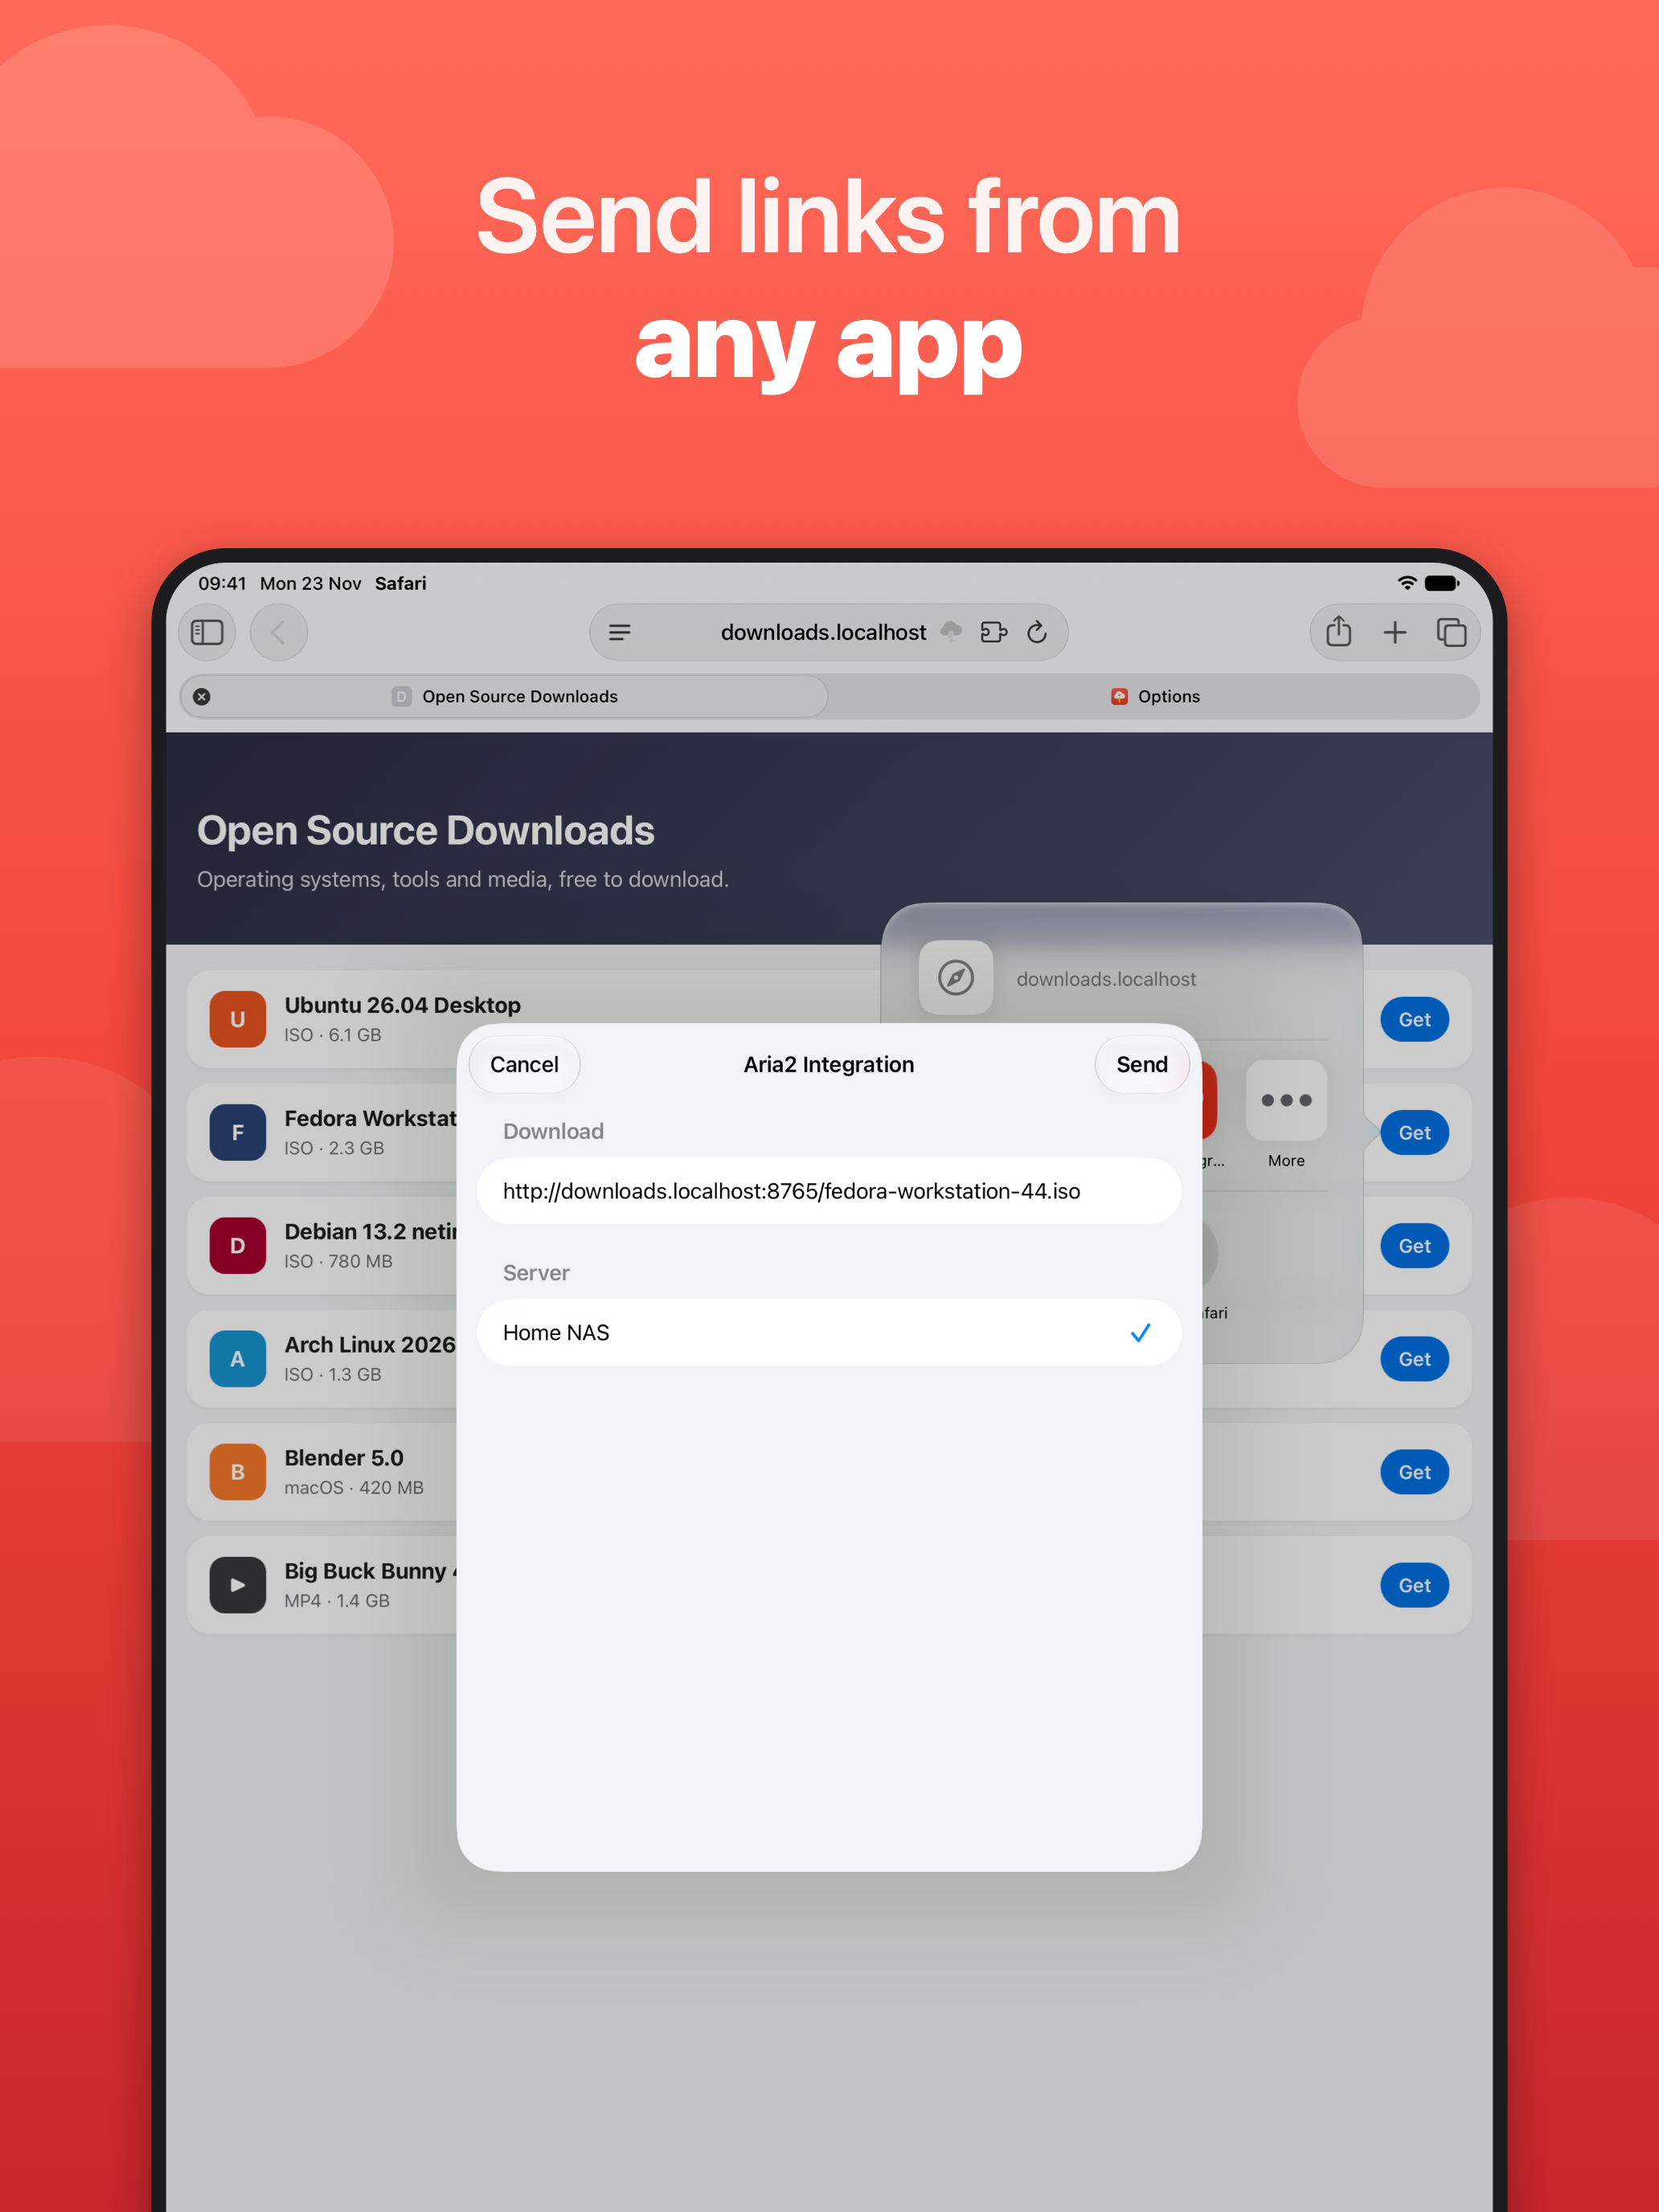 Send links from
any app
09:41 Mon 23 Nov Safari
downloads.localhost
D Open Source Downloads
Options
Open Source Downloads
Operating systems, tools and media, free to download.
downloads.localhost
U
Ubuntu 26.04 Desktop
ISO · 6.1 GB
Get
Cancel
Aria2 Integration
Send
F
Fedora Workstat
ISO · 2.3 GB
Get
Download
http://downloads.localhost:8765/fedora-workstation-44.iso
gr...
More
D
Debian 13.2 netin
ISO · 780 MB
Get
Server
Home NAS
fari
A
Arch Linux 2026
ISO · 1.3 GB
Get
B
Blender 5.0
macOS · 420 MB
Get
Big Buck Bunny 4
MP4 · 1.4 GB
Get